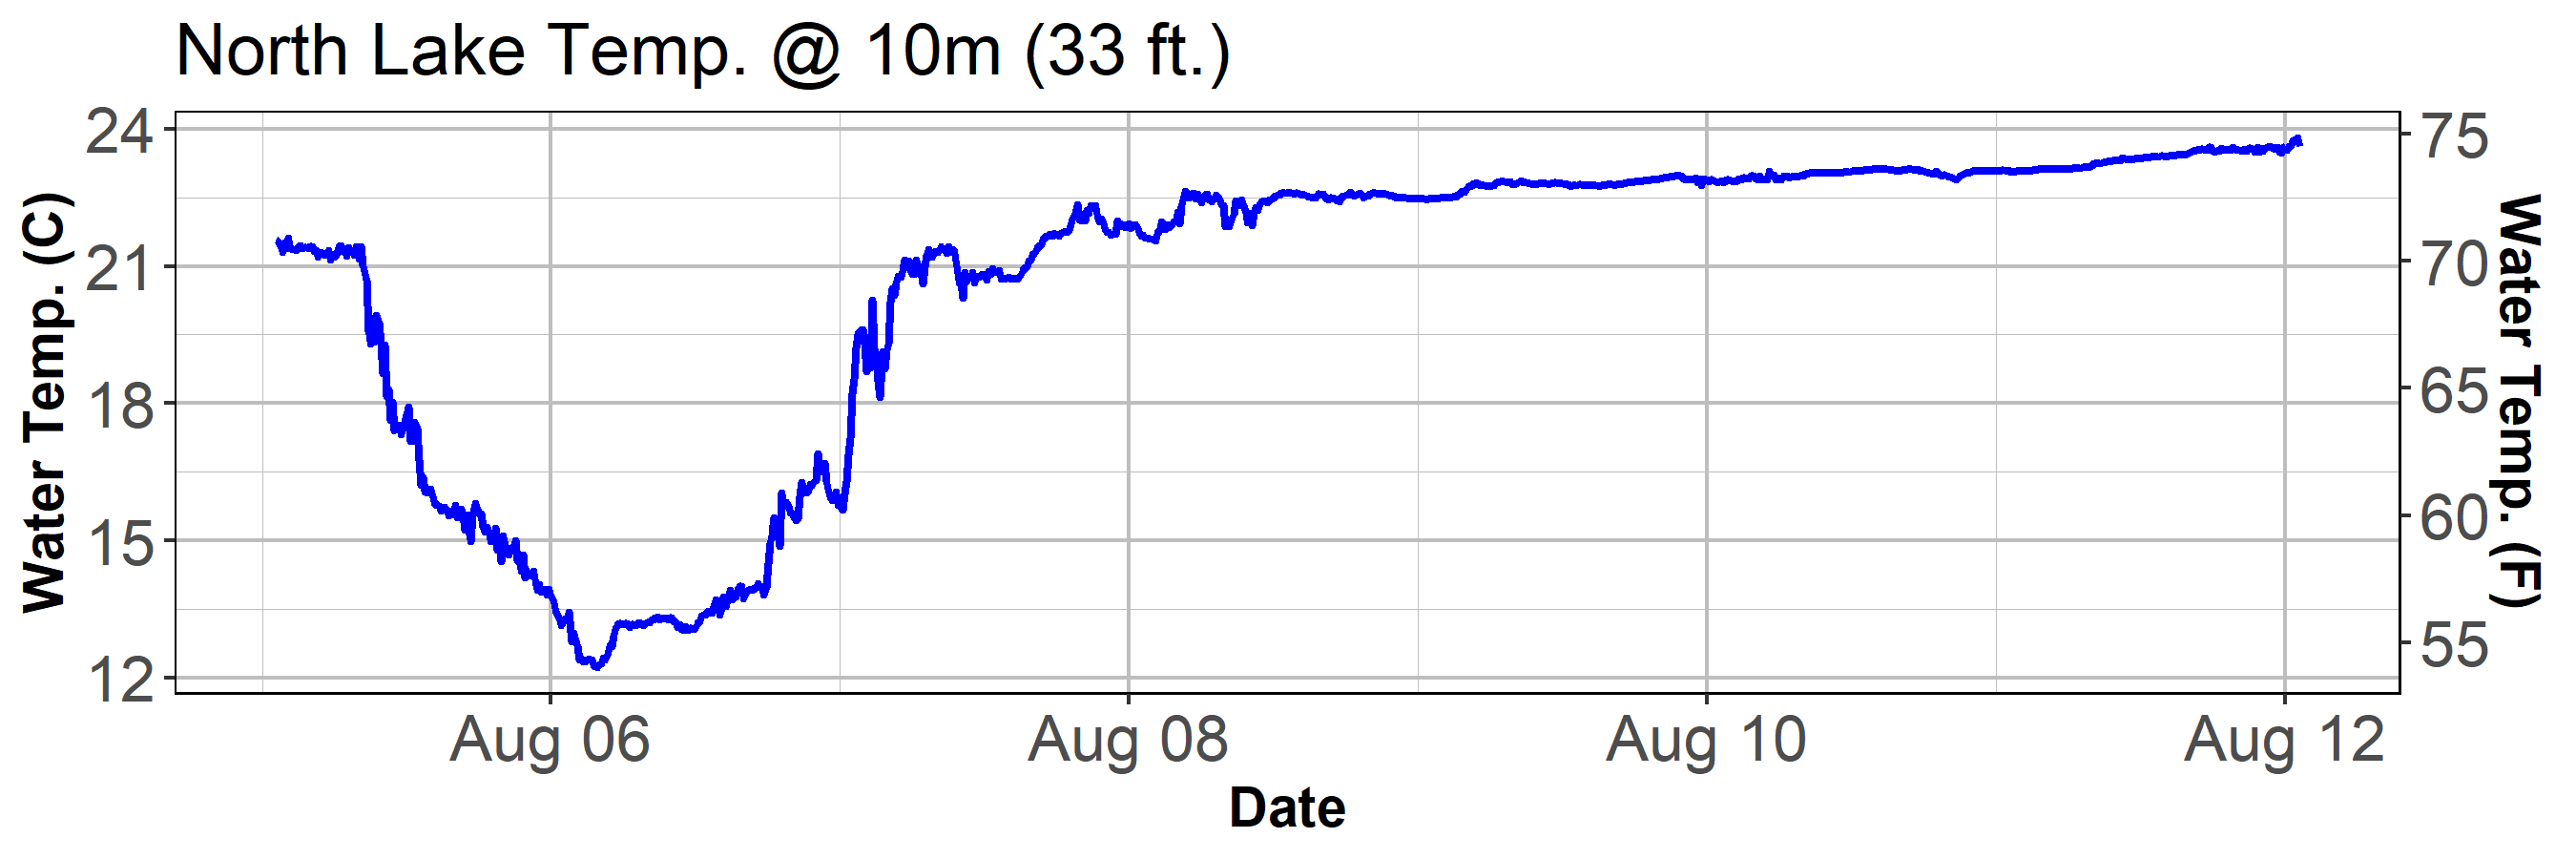 North Lake Temp. @ 10m (33 ft.)
Water Temp. (C)
24
21
18
15
12
75
70
65
60
55
Water Temp. (F)
Aug 06
Aug 08
Aug 10
Aug 12
Date